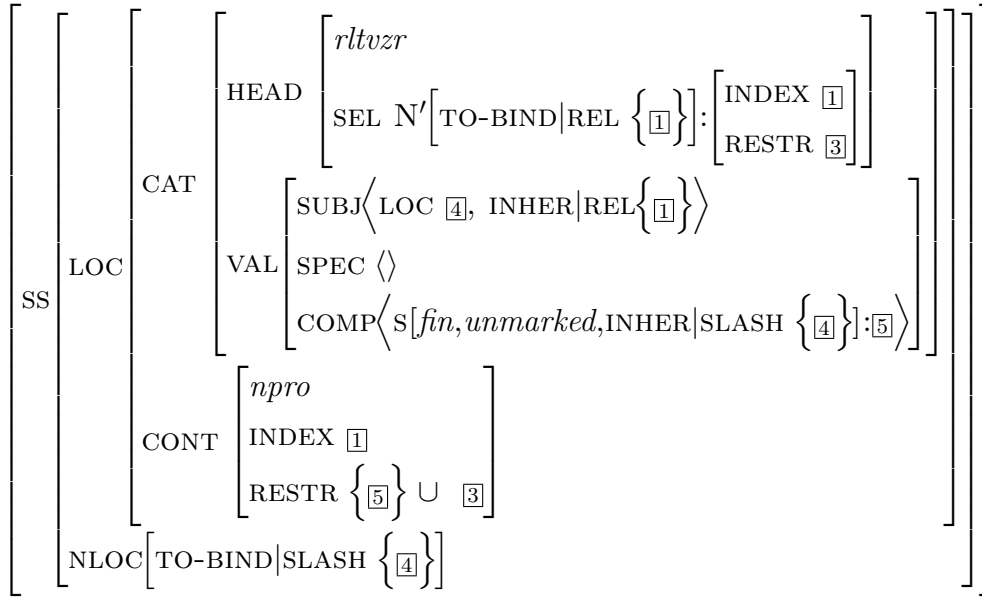 rltvzr
HEAD
SEL N′[TO-BIND|REL {1}]:[INDEX 1
RESTR 3]
CAT
SUBJ⟨LOC 4, INHER|REL{1}⟩
LOC
VAL
SPEC ⟨⟩
SS
COMP⟨S[fin,unmarked,INHER|SLASH {4}]:5⟩
npro
CONT
INDEX 1
RESTR {5} ∪ 3
NLOC[TO-BIND|SLASH {4}]